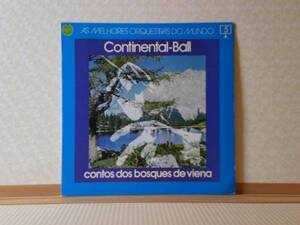 AS MELHORES ORQUESTRAS DO MUNDO
Continental-Ball
contos dos bosques de viena